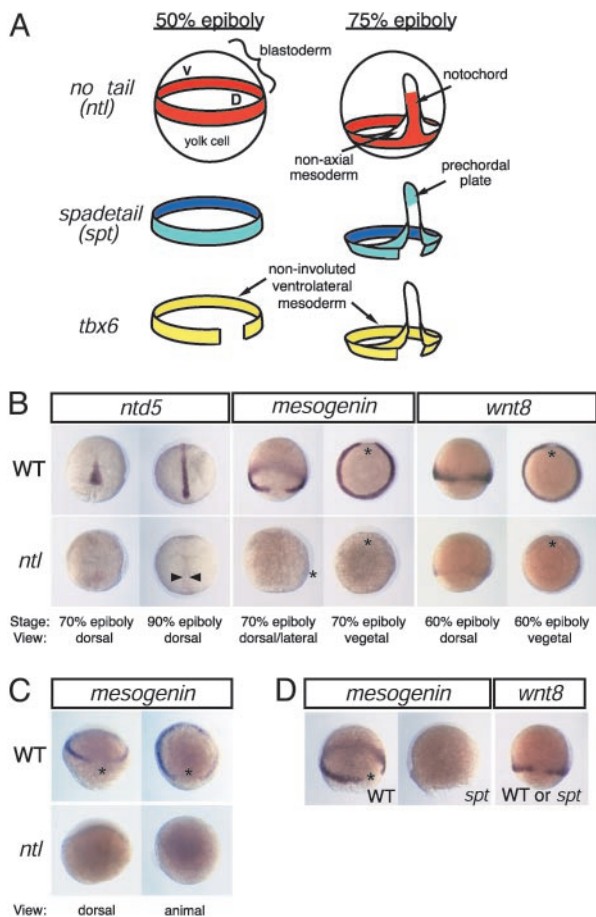 A
50% epiboly
75% epiboly
blastoderm
no tail
(ntl)
V
D
yolk cell
notochord
non-axial
mesoderm
prechordal
plate
spadetail
(spt)
non-involuted
ventrolateral
mesoderm
tbx6
B
ntd5
mesogenin
wnt8
WT
*
*
ntl
*
*
*
Stage:
70% epiboly
90% epiboly
70% epiboly
70% epiboly
60% epiboly
60% epiboly
View:
dorsal
dorsal
dorsal/lateral
vegetal
dorsal
vegetal
C
mesogenin
WT
*
*
ntl
View:
dorsal
animal
D
mesogenin
wnt8
*
WT
spt
WT or spt